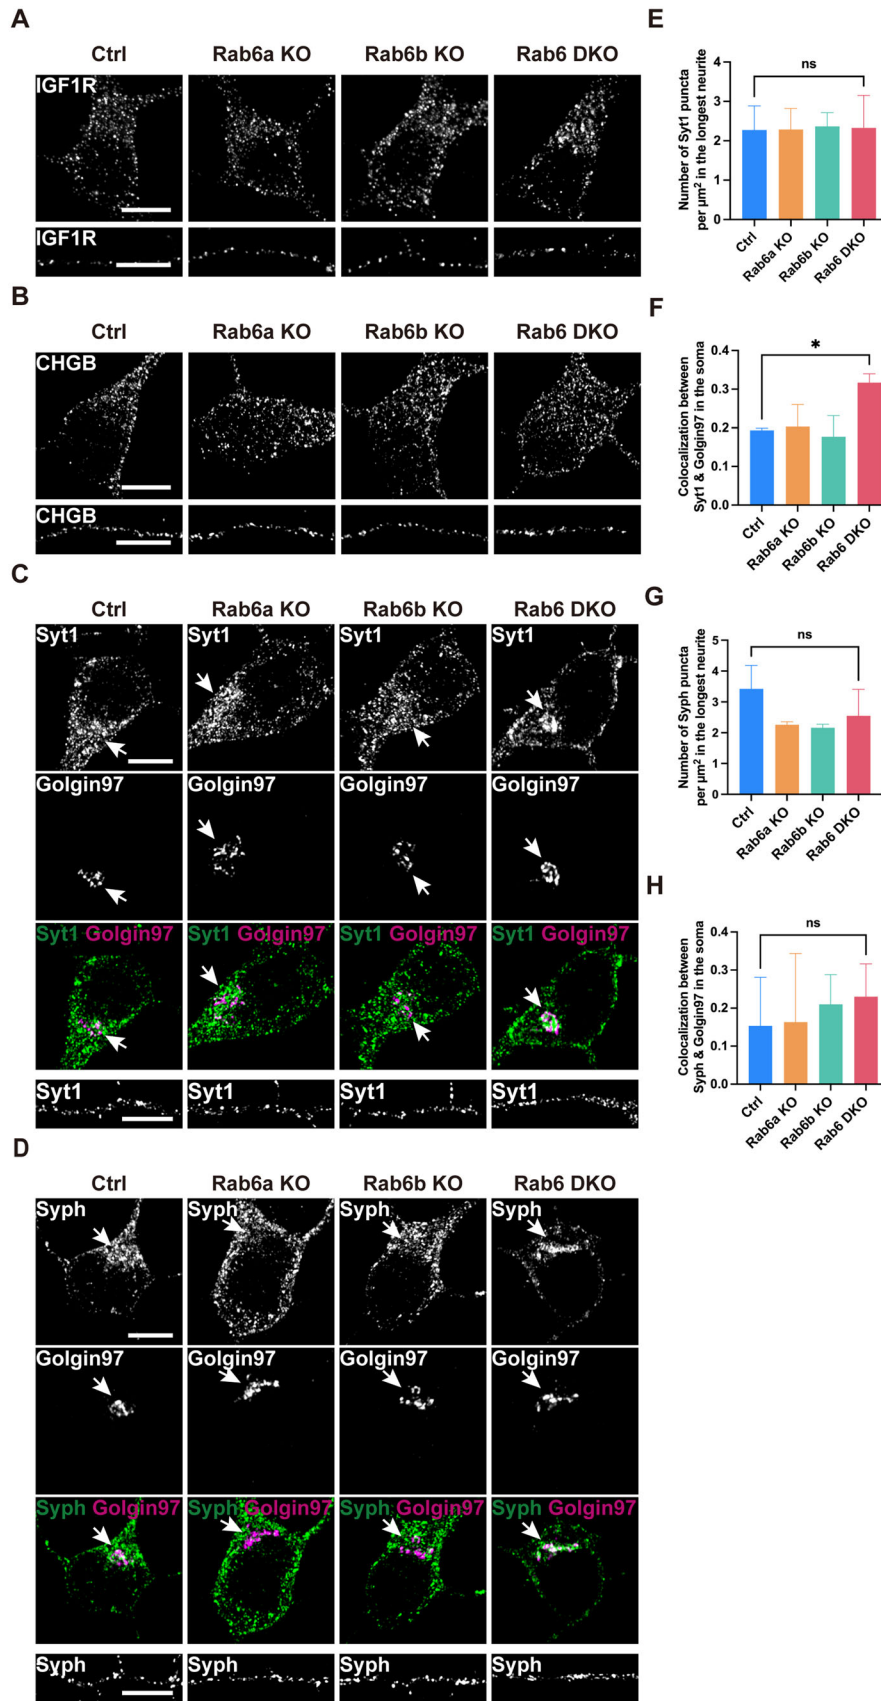 A
Ctrl Rab6a KO Rab6b KO Rab6 DKO
IGF1R
IGF1R
B
Ctrl Rab6a KO Rab6b KO Rab6 DKO
CHGB
CHGB
C
Ctrl Rab6a KO Rab6b KO Rab6 DKO
Syt1 Syt1 Syt1 Syt1
Golgin97 Golgin97 Golgin97 Golgin97
Syt1 Golgin97 Syt1 Golgin97 Syt1 Golgin97 Syt1 Golgin97
Syt1 Syt1 Syt1 Syt1
D
Ctrl Rab6a KO Rab6b KO Rab6 DKO
Syph Syph Syph Syph
Golgin97 Golgin97 Golgin97 Golgin97
Syph Golgin97 Syph Golgin97 Syph Golgin97 Syph Golgin97
Syph Syph Syph Syph
E
Number of Syt1 puncta
per µm² in the longest neurite
4
3
2
1
0
ns
Ctrl
Rab6a KO
Rab6b KO
Rab6 DKO
F
Colocalization between
Syt1 & Golgin97 in the soma
0.4
0.3
0.2
0.1
0.0
*
Ctrl
Rab6a KO
Rab6b KO
Rab6 DKO
G
Number of Syph puncta
per µm² in the longest neurite
5
4
3
2
1
0
ns
Ctrl
Rab6a KO
Rab6b KO
Rab6 DKO
H
Colocalization between
Syph & Golgin97 in the soma
0.4
0.3
0.2
0.1
0.0
ns
Ctrl
Rab6a KO
Rab6b KO
Rab6 DKO